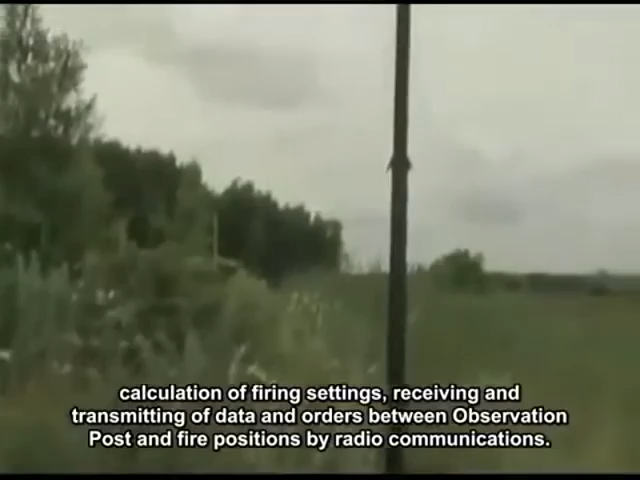 calculation of firing settings, receiving and
transmitting of data and orders between Observation
Post and fire positions by radio communications.